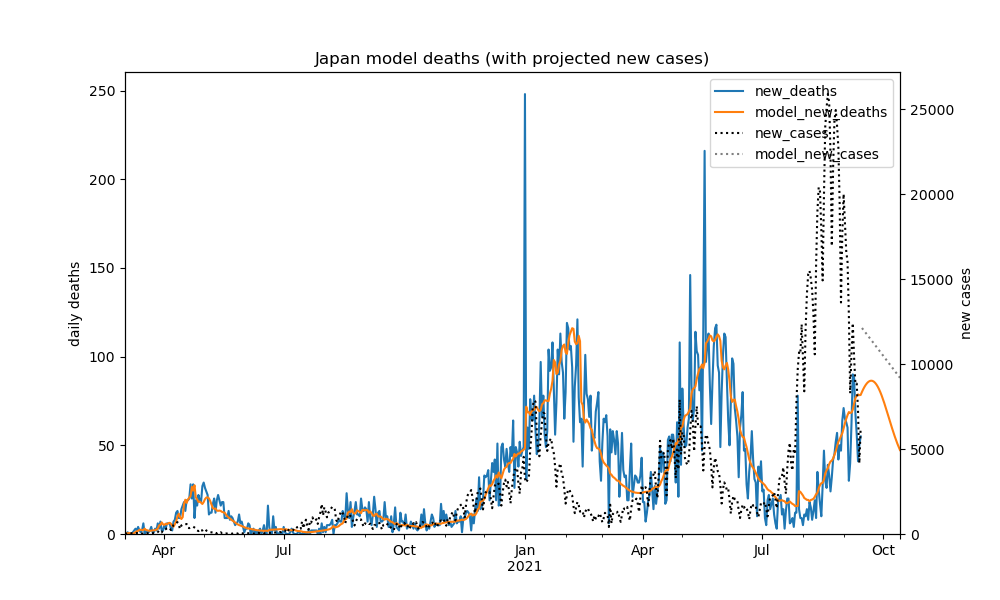 Japan model deaths (with projected new cases)
250
200
150
100
50
0
daily deaths
25000
20000
15000
10000
5000
0
new cases
new_deaths
model_new_deaths
new_cases
model_new_cases
Apr
Jul
Oct
Jan
2021
Apr
Jul
Oct